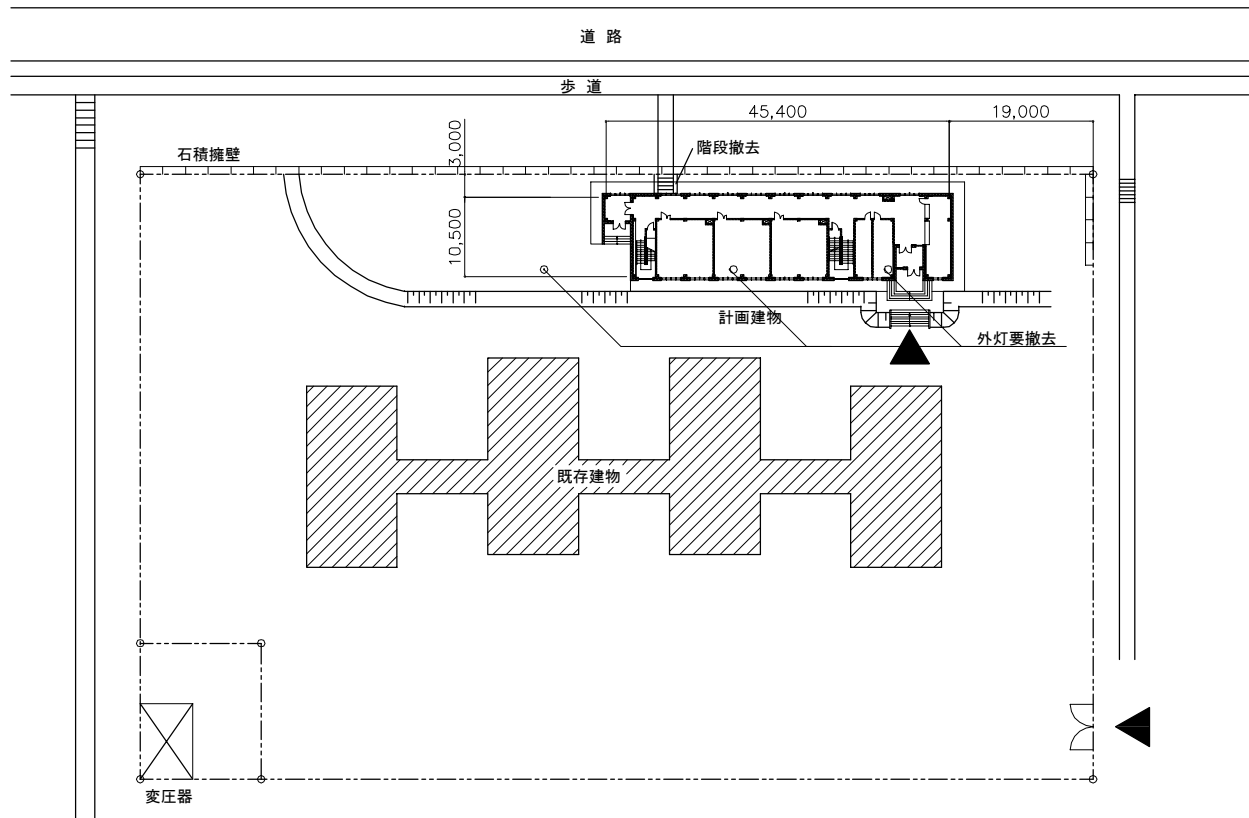 道 路
歩 道
45,400
19,000
石積擁壁
3,000
階段撤去
10,500
計画建物
外灯要撤去
既存建物
変圧器